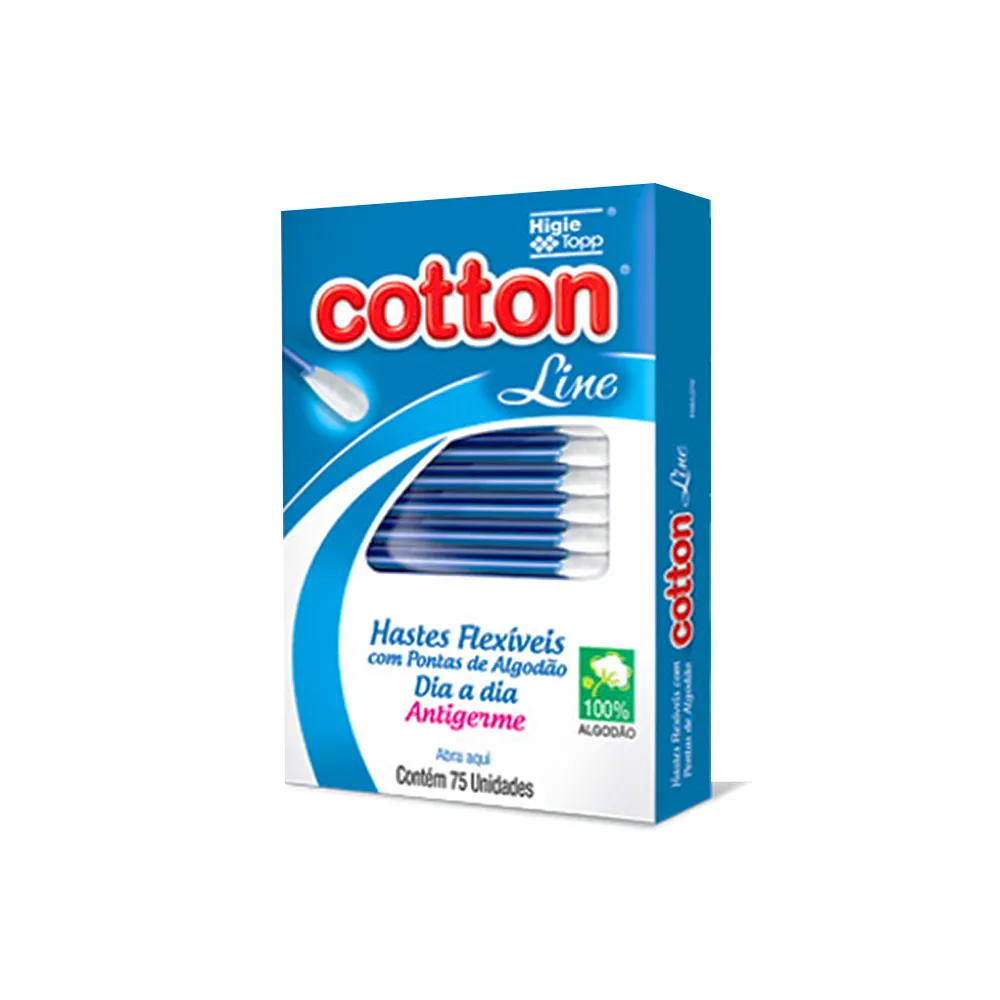 Higie
Topp
®
cotton®
Line
Hastes Flexíveis
com Pontas de Algodão
Dia a dia
Antigerme
100%
ALGODÃO
Abra aqui
Contém 75 Unidades
Hastes Flexíveis com
Pontas de Algodão
cotton
Line